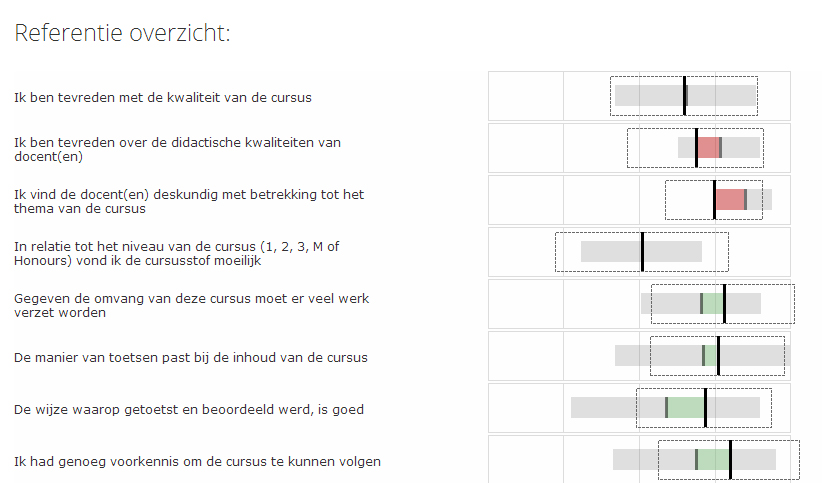 Referentie overzicht:
Ik ben tevreden met de kwaliteit van de cursus
Ik ben tevreden over de didactische kwaliteiten van
docent(en)
Ik vind de docent(en) deskundig met betrekking tot het
thema van de cursus
In relatie tot het niveau van de cursus (1, 2, 3, M of
Honours) vond ik de cursusstof moeilijk
Gegeven de omvang van deze cursus moet er veel werk
verzet worden
De manier van toetsen past bij de inhoud van de cursus
De wijze waarop getoetst en beoordeeld werd, is goed
Ik had genoeg voorkennis om de cursus te kunnen volgen